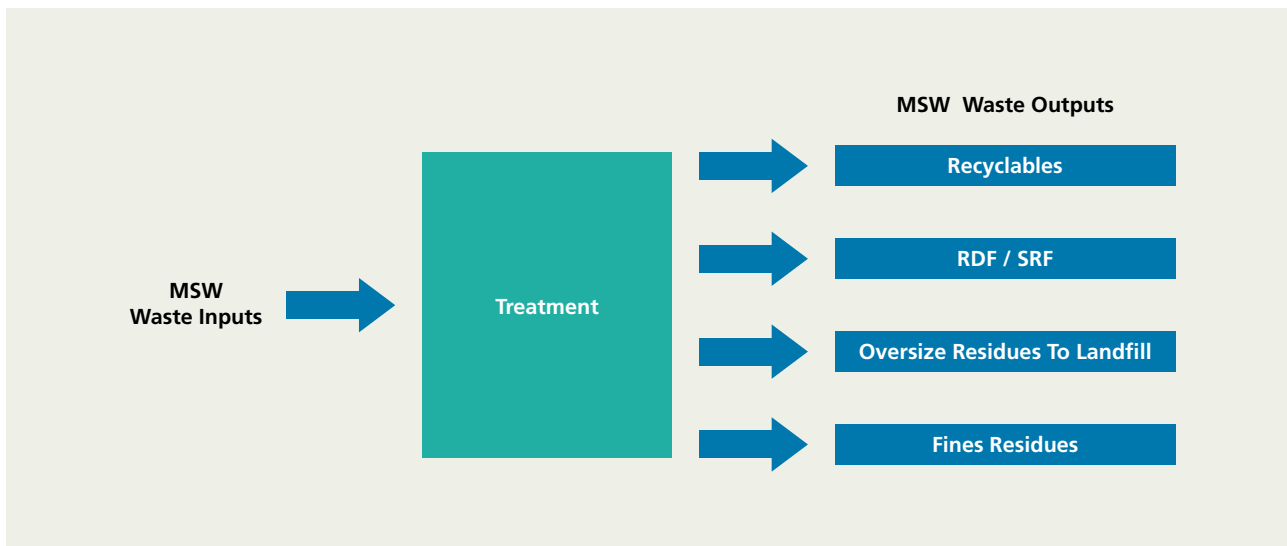 MSW Waste Outputs
Recyclables
RDF / SRF
MSW
Waste Inputs
Treatment
Oversize Residues To Landfill
Fines Residues